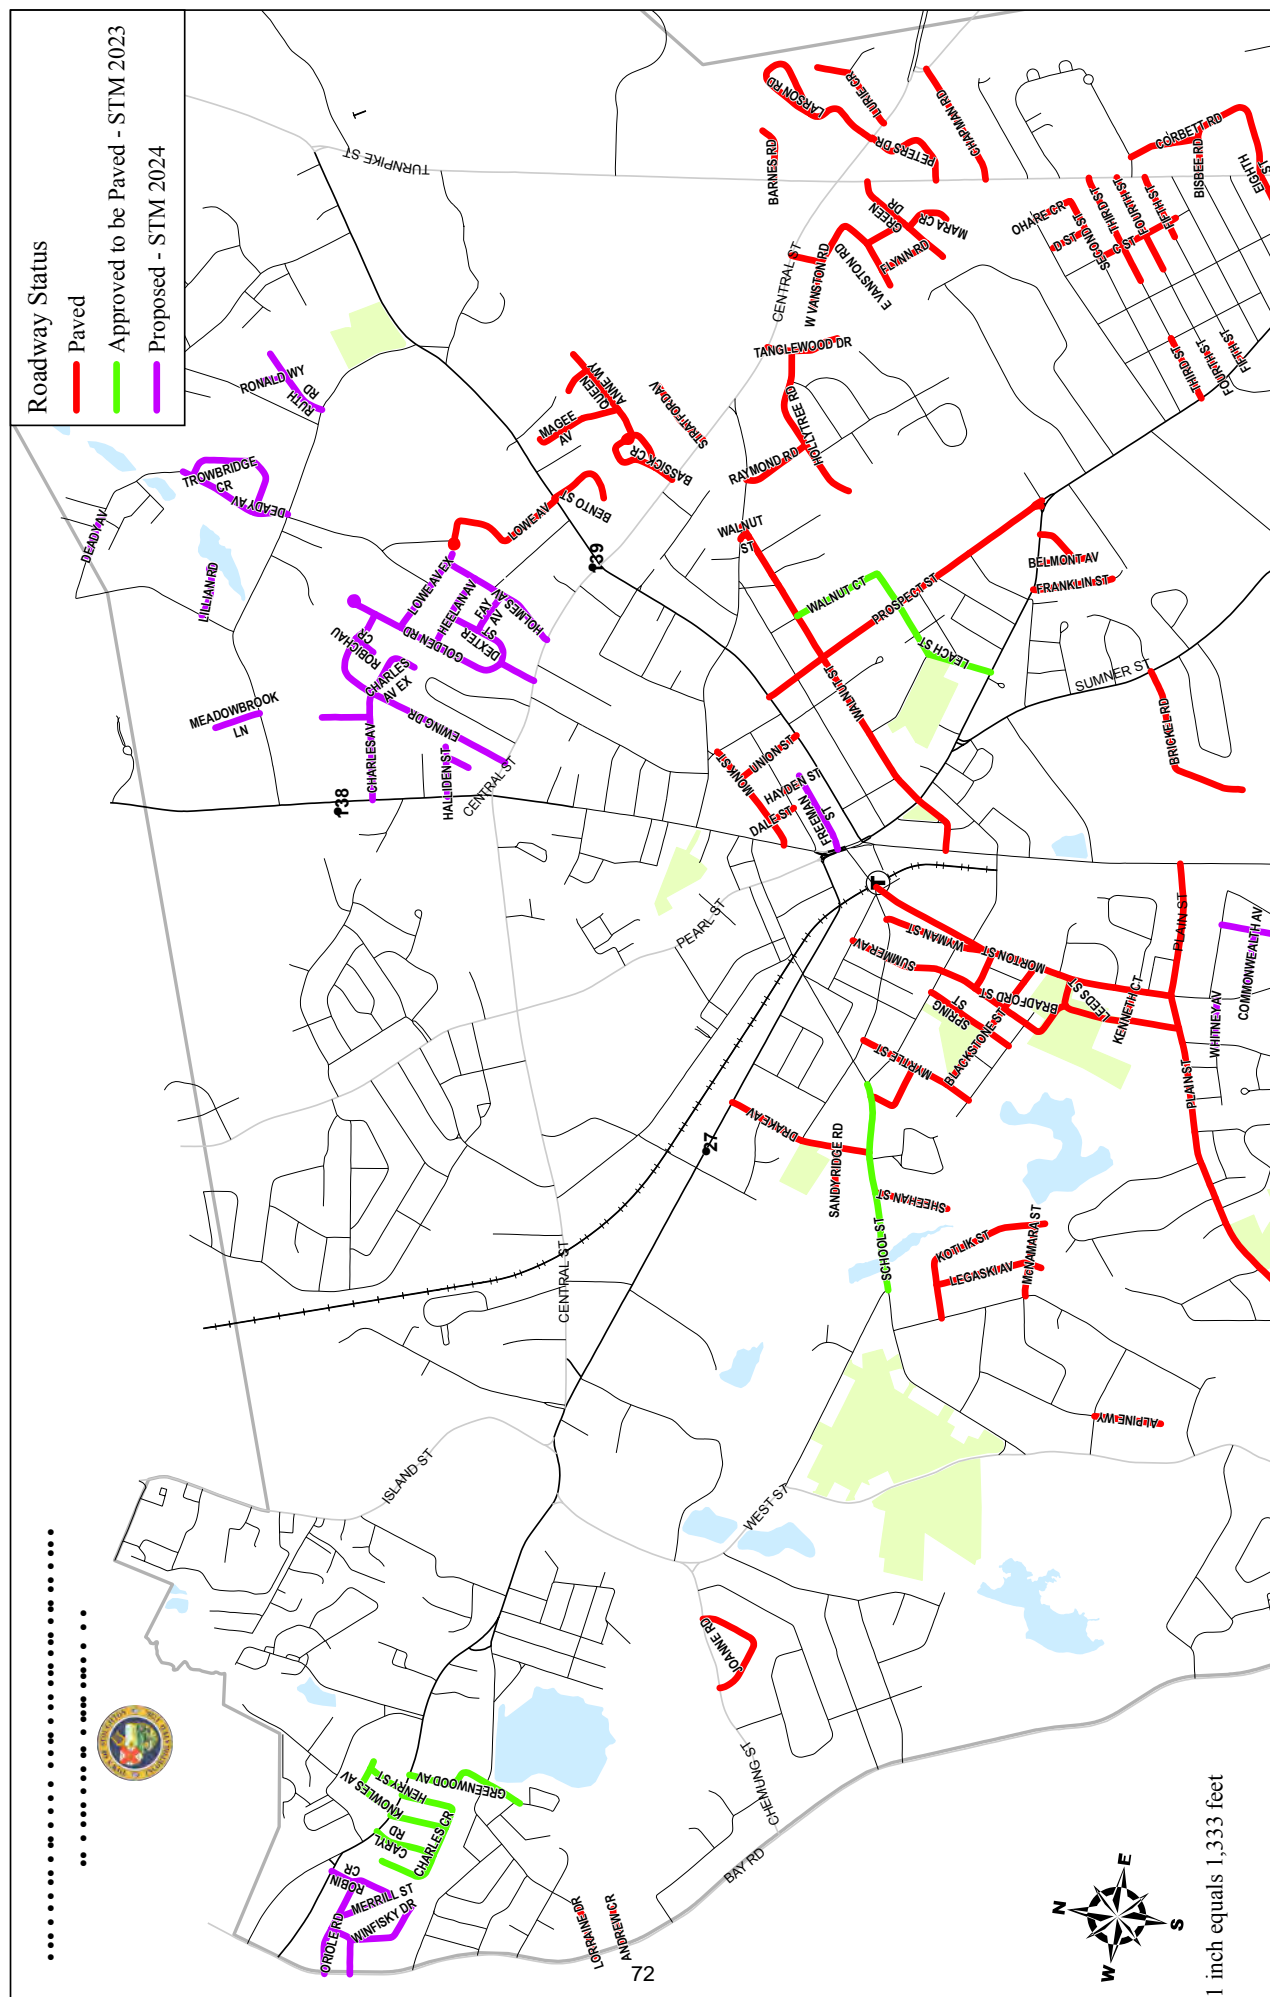 Roadway Status
Paved
Approved to be Paved - STM 2023
Proposed - STM 2024
1
TURNPIKE ST
LARSON RD
LURIE CR
BARNES RD
PETERS DR
CHAPMAN RD
CORBETT RD
BISBEE RD
EIGHTH
ST
GREEN
DR
MARA CR
FLYNN RD
E VANSTON RD
W VANSTON RD
CENTRAL ST
OHARE CR
D ST
SECOND ST
THIRD ST
FOURTH ST
FIFTH ST
C ST
THIRD ST
FOURTH ST
FIFTH ST
TANGLEWOOD DR
HOLLYTREE RD
RAYMOND RD
STRATFORD AV
QUEEN
ANNE WY
MAGEE
AV
BASSICK CR
BENTO ST
LOWE AV
RONALD WY
RUTH
RD
TROWBRIDGE
CR
DEADY AV
DEADY AV
LILLIAN RD
LOWE AV EX
HEELAN AV
FAY
AV
HOLMES AV
DEXTER
ST
GOLDEN RD
ROBICHAU
CR
CHARLES
AV EX
EWING DR
CHARLES AV
MEADOWBROOK
LN
HALLIDEN ST
CENTRAL ST
138
139
WALNUT
ST
WALNUT CT
PROSPECT ST
LEACH ST
WALNUT ST
BELMONT AV
FRANKLIN ST
SUMNER ST
BRICKEL RD
MONK ST
UNION ST
HAYDEN ST
DALE ST
FREEMAN
ST
PEARL ST
T
WYMAN ST
SUMMER AV
MORTON ST
BRADFORD ST
SPRING
ST
BLACKSTONE ST
LEEDS ST
KENNETH CT
PLAIN ST
PLAIN ST
WHITNEY AV
COMMONWEALTH AV
MYRTLE ST
DRAKE AV
27
SANDY RIDGE RD
SHEEHAN ST
SCHOOL ST
KOTLIK ST
LEGASKI AV
McNAMARA ST
ALPINE WY
CENTRAL ST
ISLAND ST
WEST ST
JOANNE RD
CHEMUNG ST
BAY RD
GREENWOOD AV
HENRY ST
KNOWLES AV
CARYL
RD
CHARLES CR
ROBIN
CR
MERRILL ST
WINFISKY DR
ORIOLE RD
LORRAINE DR
ANDREW CR
N
E
S
W
1 inch equals 1,333 feet
72